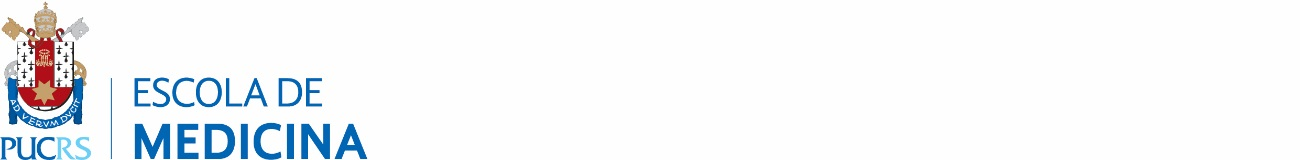 AD VERVM DVCIT
PUCRS
ESCOLA DE
MEDICINA